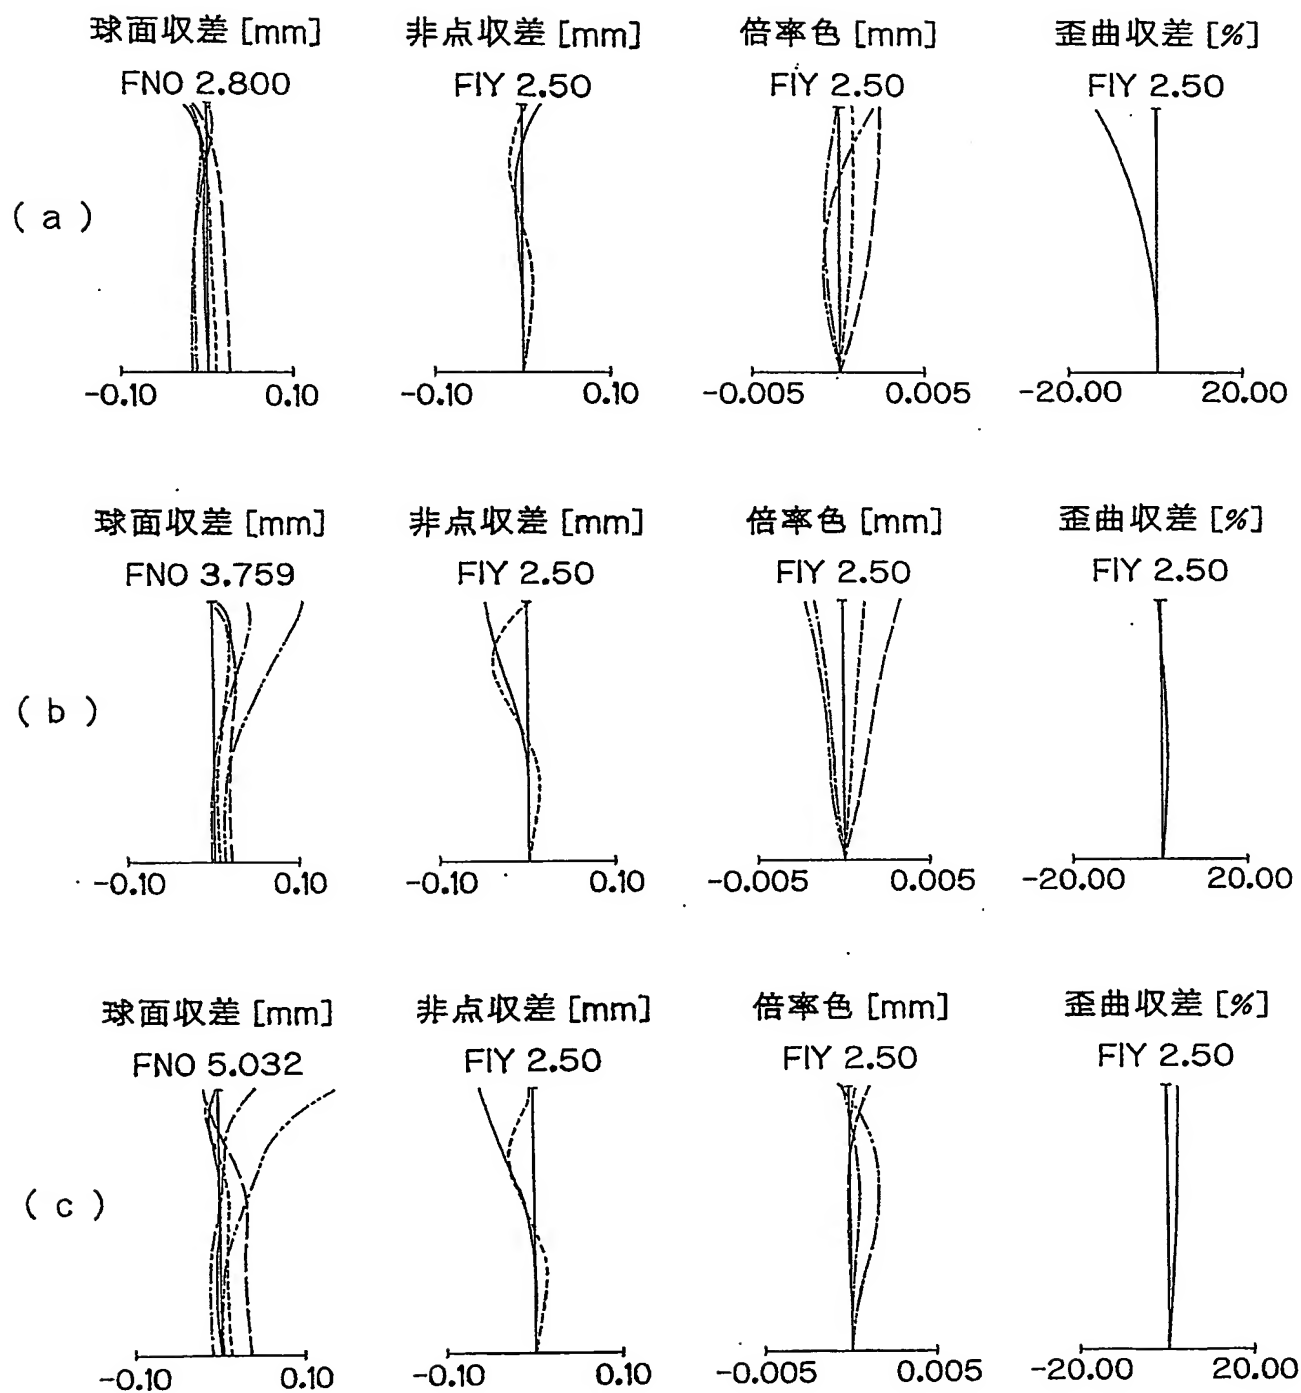 球面収差 [mm] 非点収差 [mm] 倍率色 [mm] 歪曲収差 [%]
FNO 2.800 FIY 2.50 FIY 2.50 FIY 2.50
( a )
-0.10 0.10 -0.10 0.10 -0.005 0.005 -20.00 20.00
球面収差 [mm] 非点収差 [mm] 倍率色 [mm] 歪曲収差 [%]
FNO 3.759 FIY 2.50 FIY 2.50 FIY 2.50
( b )
-0.10 0.10 -0.10 0.10 -0.005 0.005 -20.00 20.00
球面収差 [mm] 非点収差 [mm] 倍率色 [mm] 歪曲収差 [%]
FNO 5.032 FIY 2.50 FIY 2.50 FIY 2.50
( c )
-0.10 0.10 -0.10 0.10 -0.005 0.005 -20.00 20.00